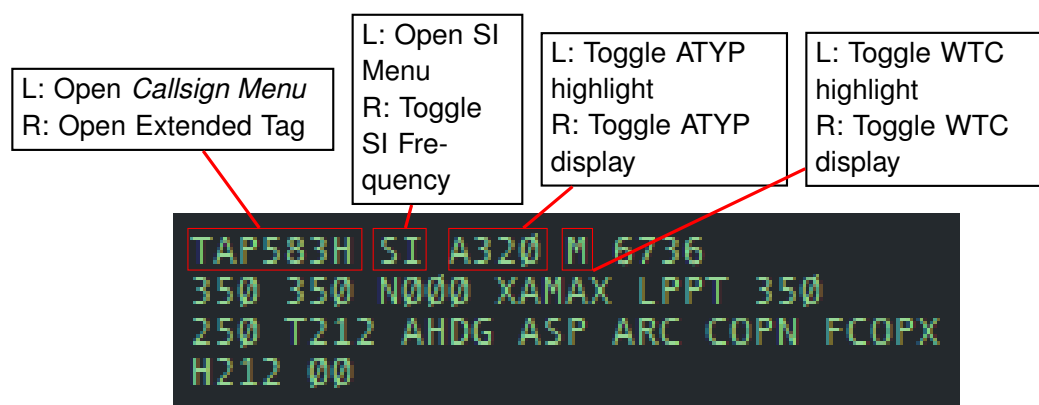 L: Open Callsign Menu
R: Open Extended Tag
L: Open SI
Menu
R: Toggle
SI Fre-
quency
L: Toggle ATYP
highlight
R: Toggle ATYP
display
L: Toggle WTC
highlight
R: Toggle WTC
display
TAP583H SI A320 M 6736
350 350 N000 XAMAX LPPT 350
250 T212 AHDG ASP ARC COPN FCOPX
H212 00